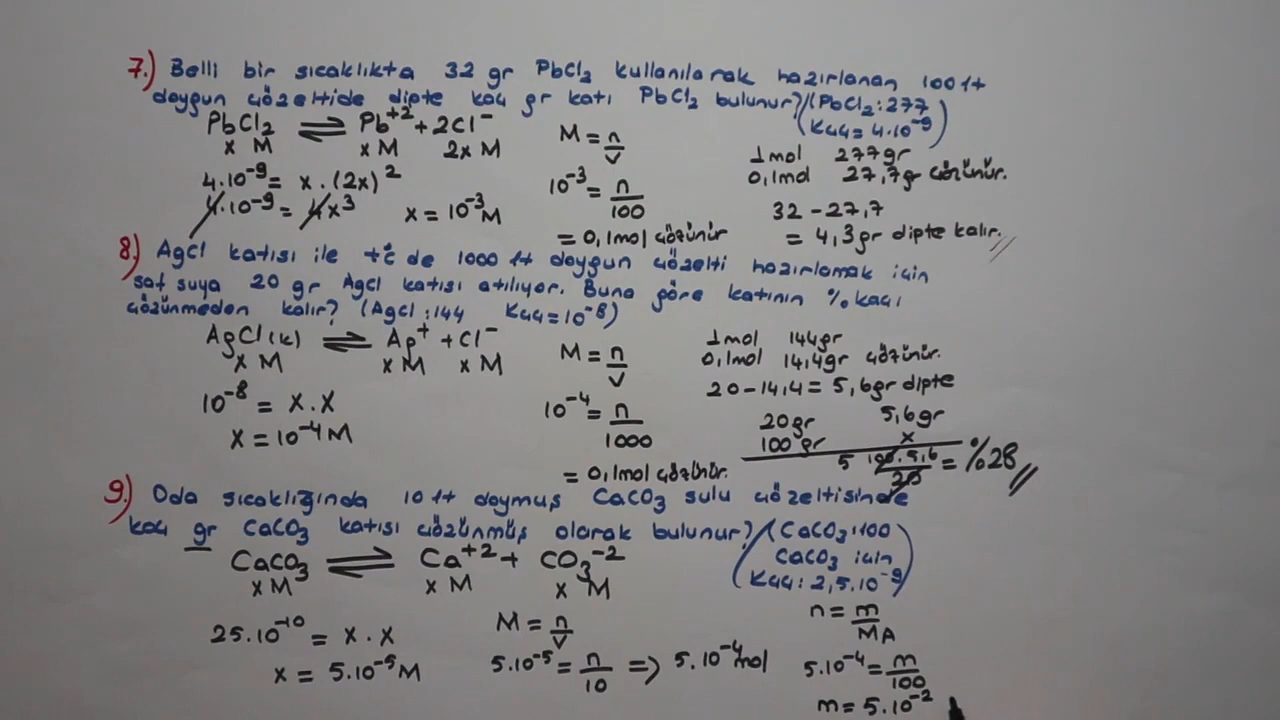 7.) Belli bir sıcaklıkta 32 gr PbCl₂ kullanılarak hazırlanan 100 lt
doygun çözeltide dipte kaç gr katı PbCl₂ bulunur? (PbCl₂ : 277
Kçç = 4.10⁻⁹)
PbCl₂ ⇌ Pb⁺² + 2Cl⁻
x M x M 2x M
4.10⁻⁹ = x . (2x)²
4.10⁻⁹ = 4x³ x = 10⁻³ M
M = n/V
10⁻³ = n/100
= 0,1 mol çözünür
1 mol 277 gr
0,1 mol 27,7 gr çözünür.
32 - 27,7
= 4,3 gr dipte kalır.
8.) AgCl katısı ile t°C de 1000 lt doygun çözelti hazırlamak için
saf suya 20 gr AgCl katısı atılıyor. Buna göre katının % kaçı
çözünmeden kalır? (AgCl : 144 Kçç = 10⁻⁸)
AgCl (k) ⇌ Ag⁺ + Cl⁻
x M x M x M
10⁻⁸ = x . x
x = 10⁻⁴ M
M = n/V
10⁻⁴ = n/1000
= 0,1 mol çözünür.
1 mol 144 gr
0,1 mol 14,4 gr çözünür.
20 - 14,4 = 5,6 gr dipte
20 gr 5,6 gr
100 gr x
5 100.5,6/20 = %28
9.) Oda sıcaklığında 10 lt doymuş CaCO₃ sulu çözeltisinde
kaç gr CaCO₃ katısı çözünmüş olarak bulunur? (CaCO₃ : 100
CaCO₃ için
Kçç : 2,5.10⁻⁹)
CaCO₃ ⇌ Ca⁺² + CO₃⁻²
x M x M x M
25.10⁻¹⁰ = x . x
x = 5.10⁻⁵ M
M = n/V
5.10⁻⁵ = n/10 ⇒ 5.10⁻⁴ mol
n = m/MA
5.10⁻⁴ = m/100
m = 5.10⁻²